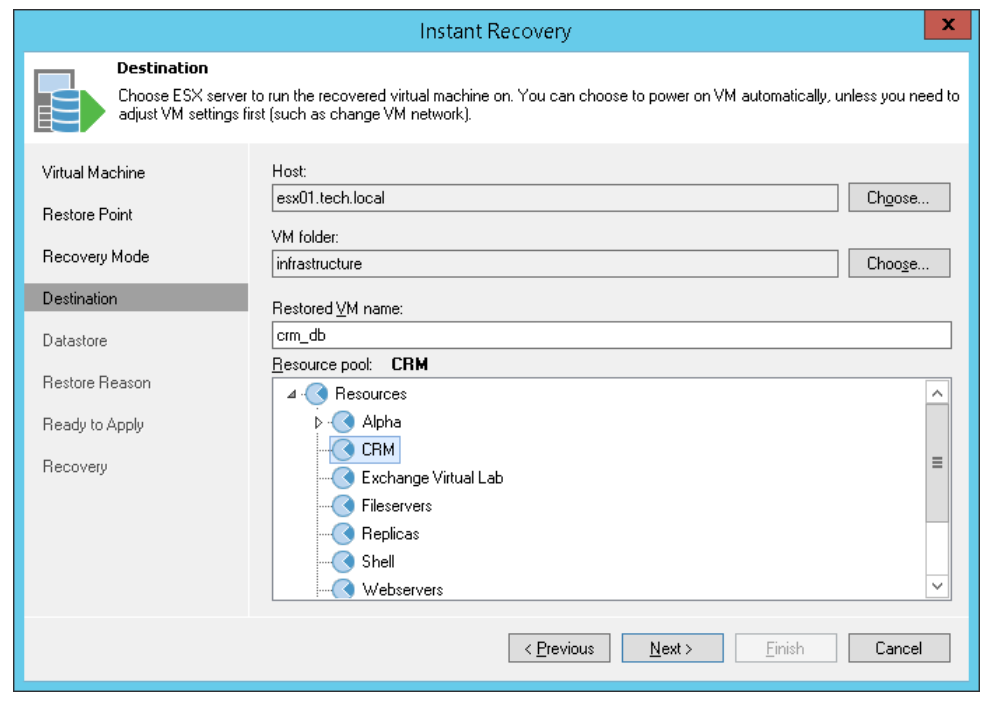 Instant Recovery
x
Destination
Choose ESX server to run the recovered virtual machine on. You can choose to power on VM automatically, unless you need to
adjust VM settings first (such as change VM network).
Virtual Machine
Restore Point
Recovery Mode
Destination
Datastore
Restore Reason
Ready to Apply
Recovery
Host:
esx01.tech.local
Choose...
VM folder:
infrastructure
Choose...
Restored VM name:
crm_db
Resource pool: CRM
Resources
Alpha
CRM
Exchange Virtual Lab
Fileservers
Replicas
Shell
Webservers
< Previous
Next >
Finish
Cancel